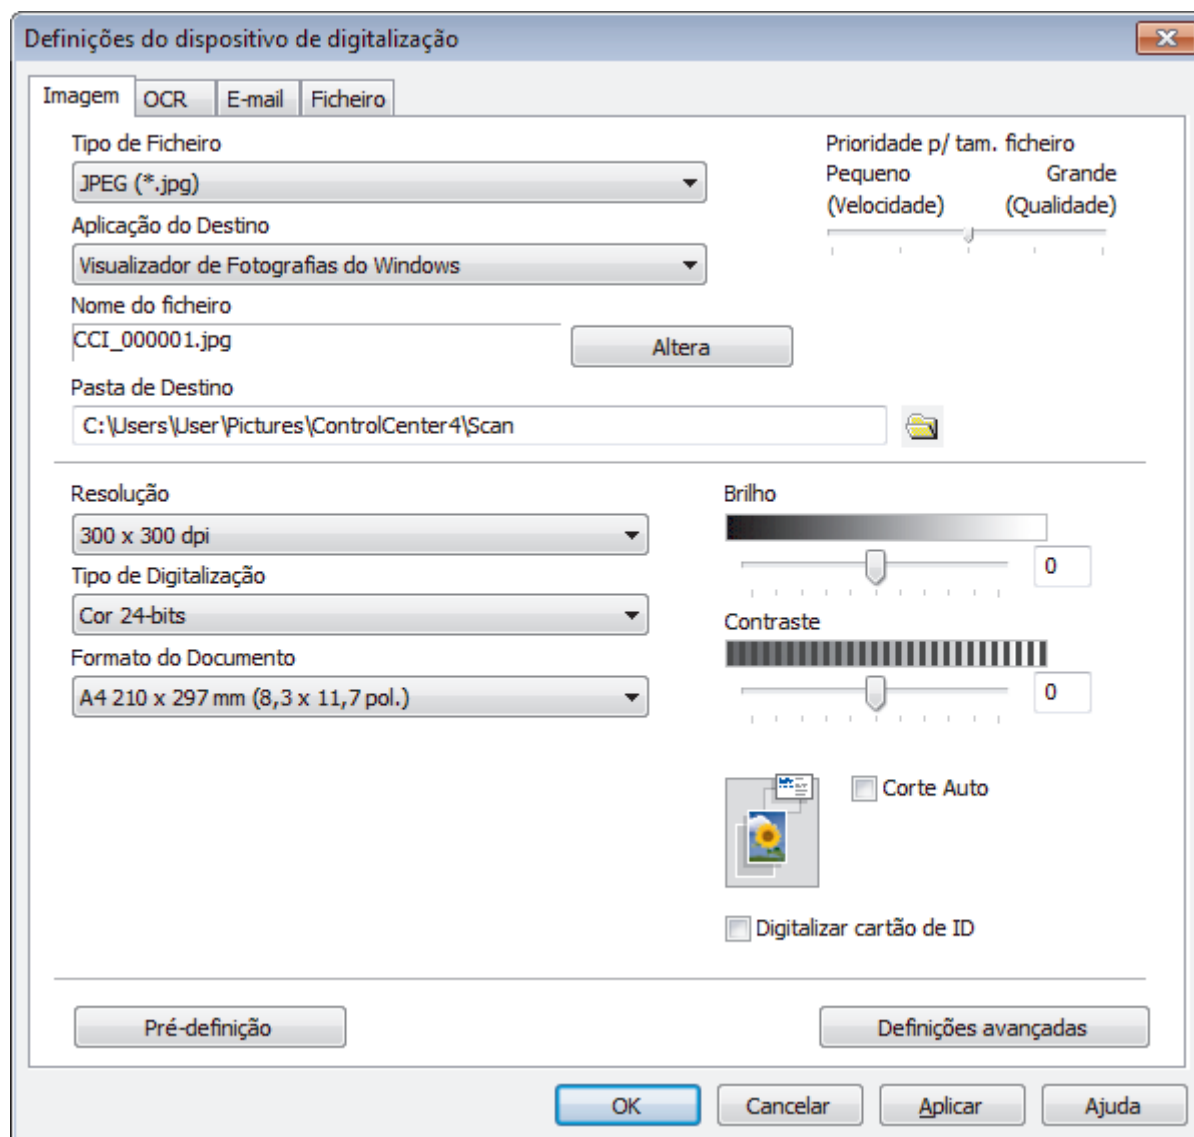 Definições do dispositivo de digitalização
Imagem OCR E-mail Ficheiro
Tipo de Ficheiro
JPEG (*.jpg)
Aplicação do Destino
Visualizador de Fotografias do Windows
Nome do ficheiro
CCI_000001.jpg
Altera
Pasta de Destino
C:\Users\User\Pictures\ControlCenter4\Scan
Prioridade p/ tam. ficheiro
Pequeno Grande
(Velocidade) (Qualidade)
Resolução
300 x 300 dpi
Tipo de Digitalização
Cor 24-bits
Formato do Documento
A4 210 x 297 mm (8,3 x 11,7 pol.)
Brilho
0
Contraste
0
Corte Auto
Digitalizar cartão de ID
Pré-definição Definições avançadas
OK Cancelar Aplicar Ajuda